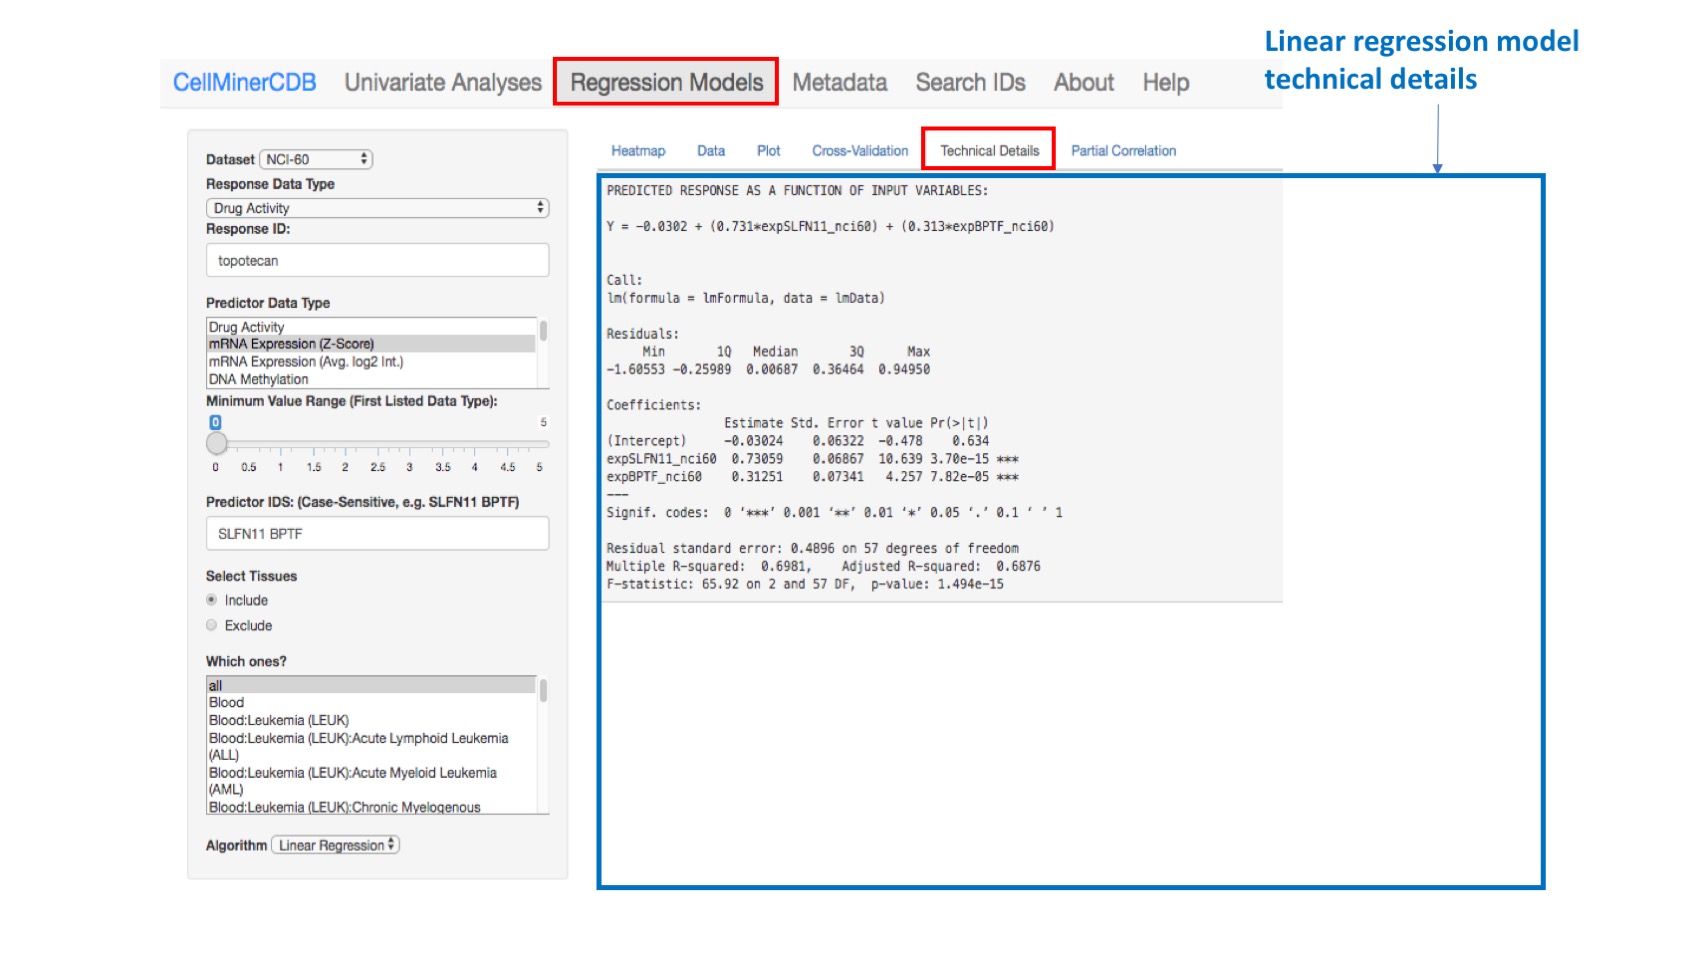 Linear regression model
technical details
CellMinerCDB Univariate Analyses Regression Models Metadata Search IDs About Help
Dataset NCI-60
Response Data Type
Drug Activity
Response ID:
topotecan
Predictor Data Type
Drug Activity
mRNA Expression (Z-Score)
mRNA Expression (Avg. log2 Int.)
DNA Methylation
Minimum Value Range (First Listed Data Type):
0 5
0 0.5 1 1.5 2 2.5 3 3.5 4 4.5 5
Predictor IDS: (Case-Sensitive, e.g. SLFN11 BPTF)
SLFN11 BPTF
Select Tissues
Include
Exclude
Which ones?
all
Blood
Blood:Leukemia (LEUK)
Blood:Leukemia (LEUK):Acute Lymphoid Leukemia
(ALL)
Blood:Leukemia (LEUK):Acute Myeloid Leukemia
(AML)
Blood:Leukemia (LEUK):Chronic Myelogenous
Algorithm Linear Regression
Heatmap Data Plot Cross-Validation Technical Details Partial Correlation
PREDICTED RESPONSE AS A FUNCTION OF INPUT VARIABLES:
Y = -0.0302 + (0.731*expSLFN11_nci60) + (0.313*expBPTF_nci60)
Call:
lm(formula = lmFormula, data = lmData)
Residuals:
Min 1Q Median 3Q Max
-1.60553 -0.25989 0.00687 0.36464 0.94950
Coefficients:
Estimate Std. Error t value Pr(>|t|)
(Intercept) -0.03024 0.06322 -0.478 0.634
expSLFN11_nci60 0.73059 0.06867 10.639 3.70e-15 ***
expBPTF_nci60 0.31251 0.07341 4.257 7.82e-05 ***
---
Signif. codes: 0 ‘***’ 0.001 ‘**’ 0.01 ‘*’ 0.05 ‘.’ 0.1 ‘ ’ 1
Residual standard error: 0.4896 on 57 degrees of freedom
Multiple R-squared: 0.6981, Adjusted R-squared: 0.6876
F-statistic: 65.92 on 2 and 57 DF, p-value: 1.494e-15